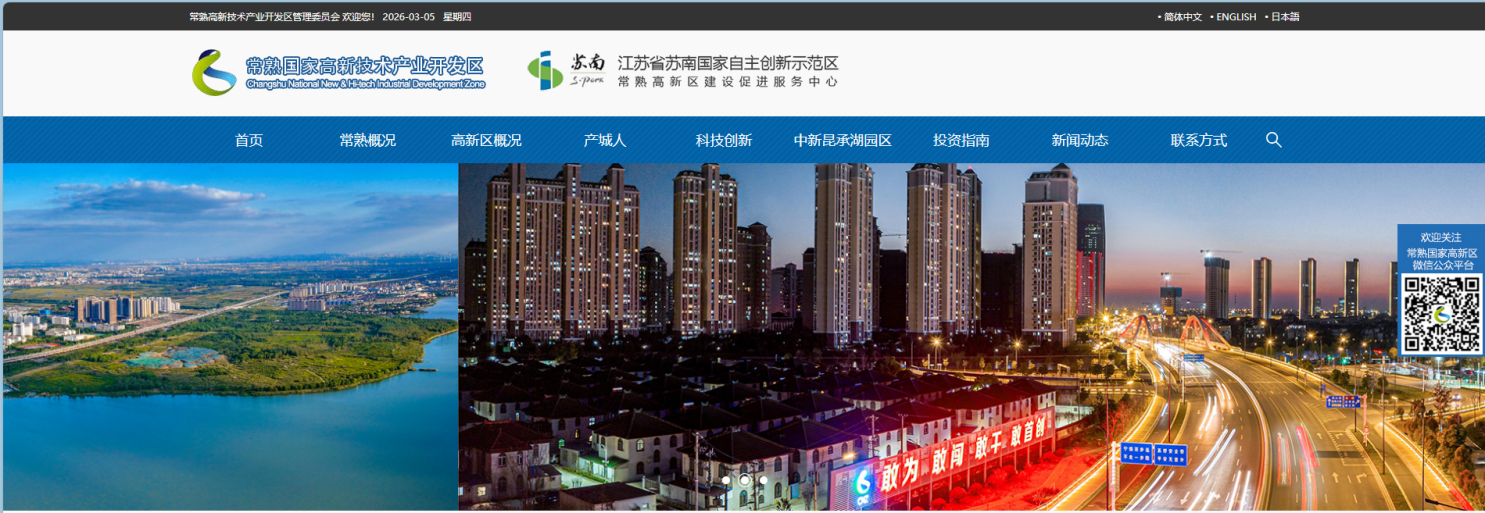 常熟高新技术产业开发区管理委员会 欢迎您! 2026-03-05 星期四
• 简体中文 • ENGLISH • 日本語
常熟国家高新技术产业开发区
Changshu National New & Hi-tech Industrial Development Zone
苏南
S-park
江苏省苏南国家自主创新示范区
常熟高新区建设促进服务中心
首页 常熟概况 高新区概况 产城人 科技创新 中新昆承湖园区 投资指南 新闻动态 联系方式
欢迎关注
常熟国家高新区
微信公众平台
敢为 敢闯 敢干 敢首创